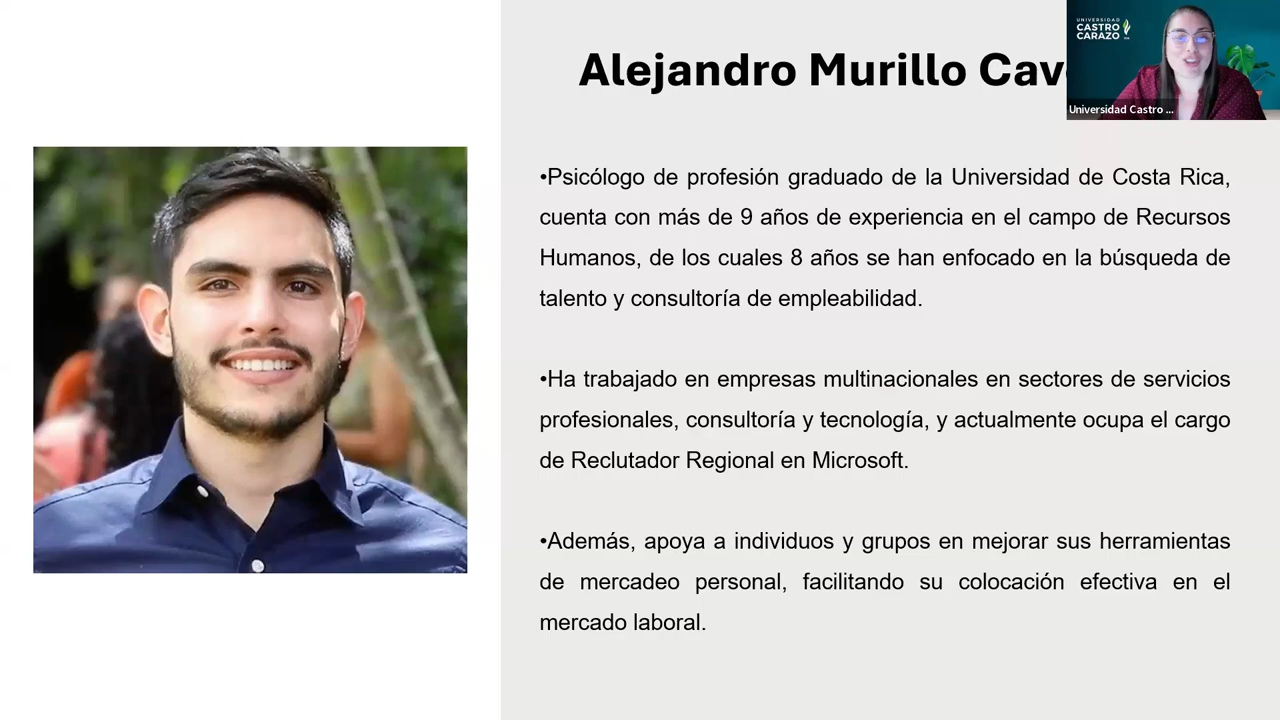 Alejandro Murillo
UNIVERSIDAD
CASTRO
CARAZO
Universidad Castro ...
•Psicólogo de profesión graduado de la Universidad de Costa Rica,
cuenta con más de 9 años de experiencia en el campo de Recursos
Humanos, de los cuales 8 años se han enfocado en la búsqueda de
talento y consultoría de empleabilidad.
•Ha trabajado en empresas multinacionales en sectores de servicios
profesionales, consultoría y tecnología, y actualmente ocupa el cargo
de Reclutador Regional en Microsoft.
•Además, apoya a individuos y grupos en mejorar sus herramientas
de mercadeo personal, facilitando su colocación efectiva en el
mercado laboral.